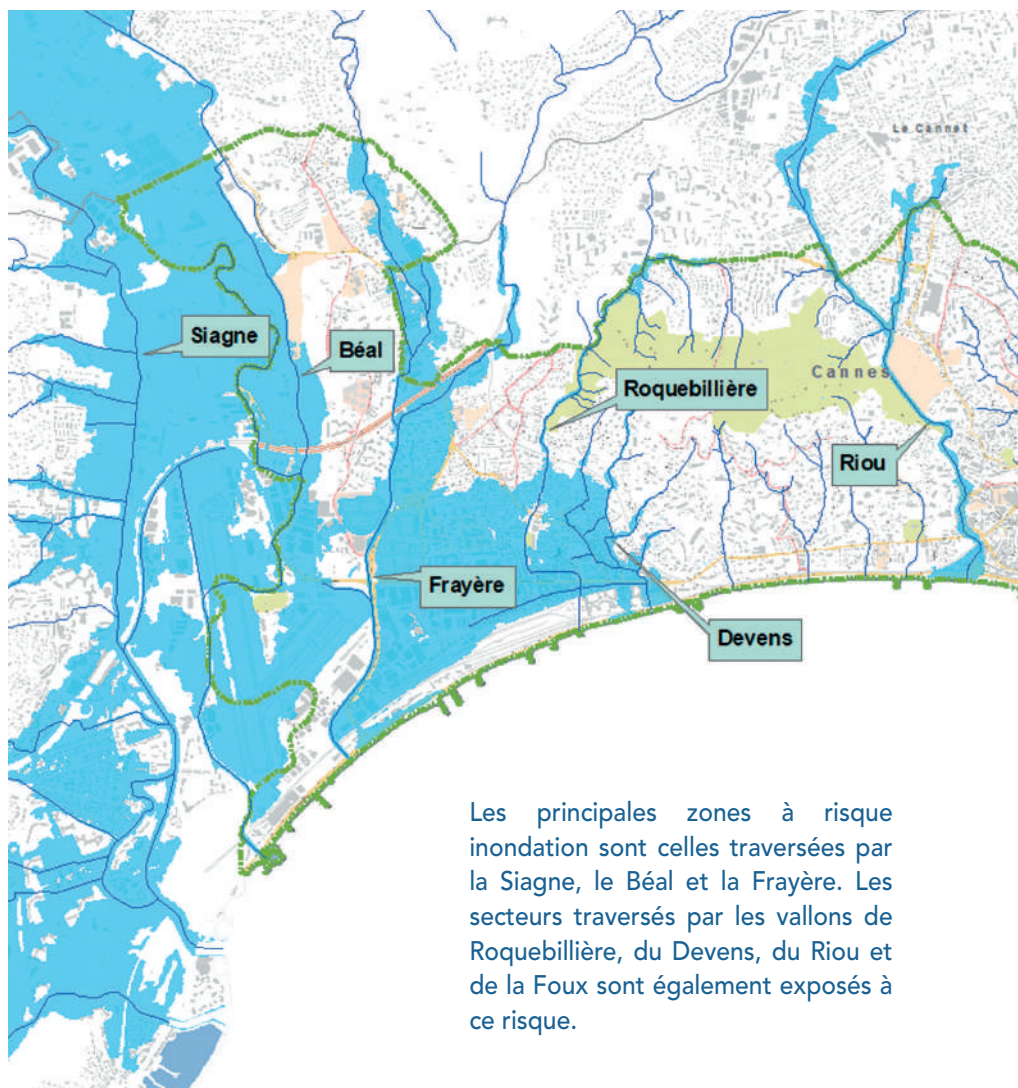 Le Cannet
Siagne
Béal
Roquebillière
Cannes
Riou
Frayère
Devens
Les principales zones à risque
inondation sont celles traversées par
la Siagne, le Béal et la Frayère. Les
secteurs traversés par les vallons de
Roquebillière, du Devens, du Riou et
de la Foux sont également exposés à
ce risque.